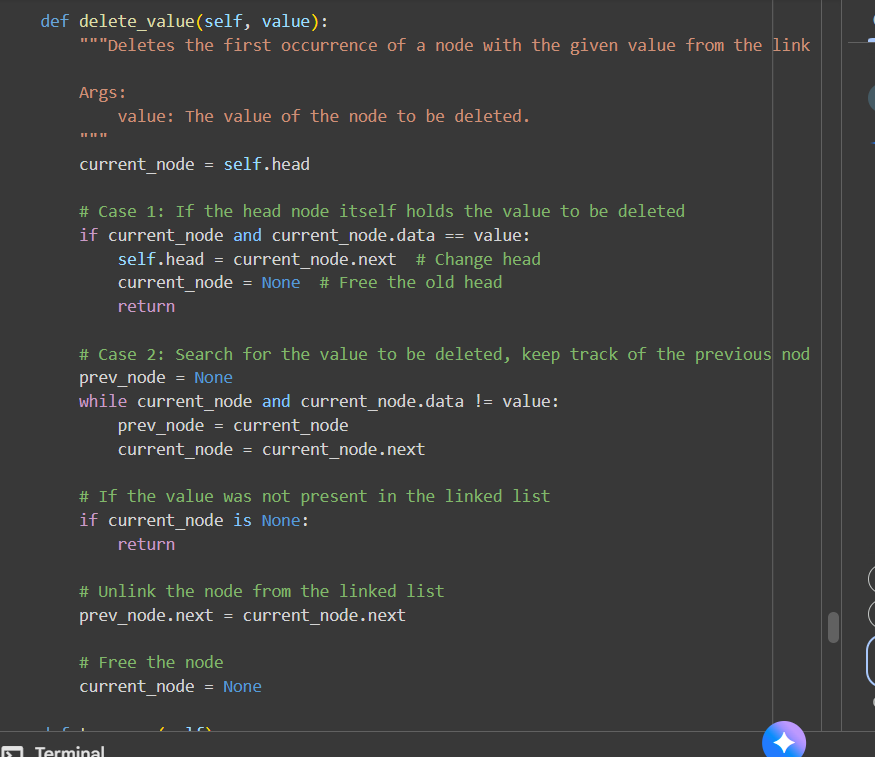 def delete_value(self, value):
"""Deletes the first occurrence of a node with the given value from the link
Args:
value: The value of the node to be deleted.
"""
current_node = self.head
# Case 1: If the head node itself holds the value to be deleted
if current_node and current_node.data == value:
self.head = current_node.next  # Change head
current_node = None  # Free the old head
return
# Case 2: Search for the value to be deleted, keep track of the previous nod
prev_node = None
while current_node and current_node.data != value:
prev_node = current_node
current_node = current_node.next
# If the value was not present in the linked list
if current_node is None:
return
# Unlink the node from the linked list
prev_node.next = current_node.next
# Free the node
current_node = None
Terminal